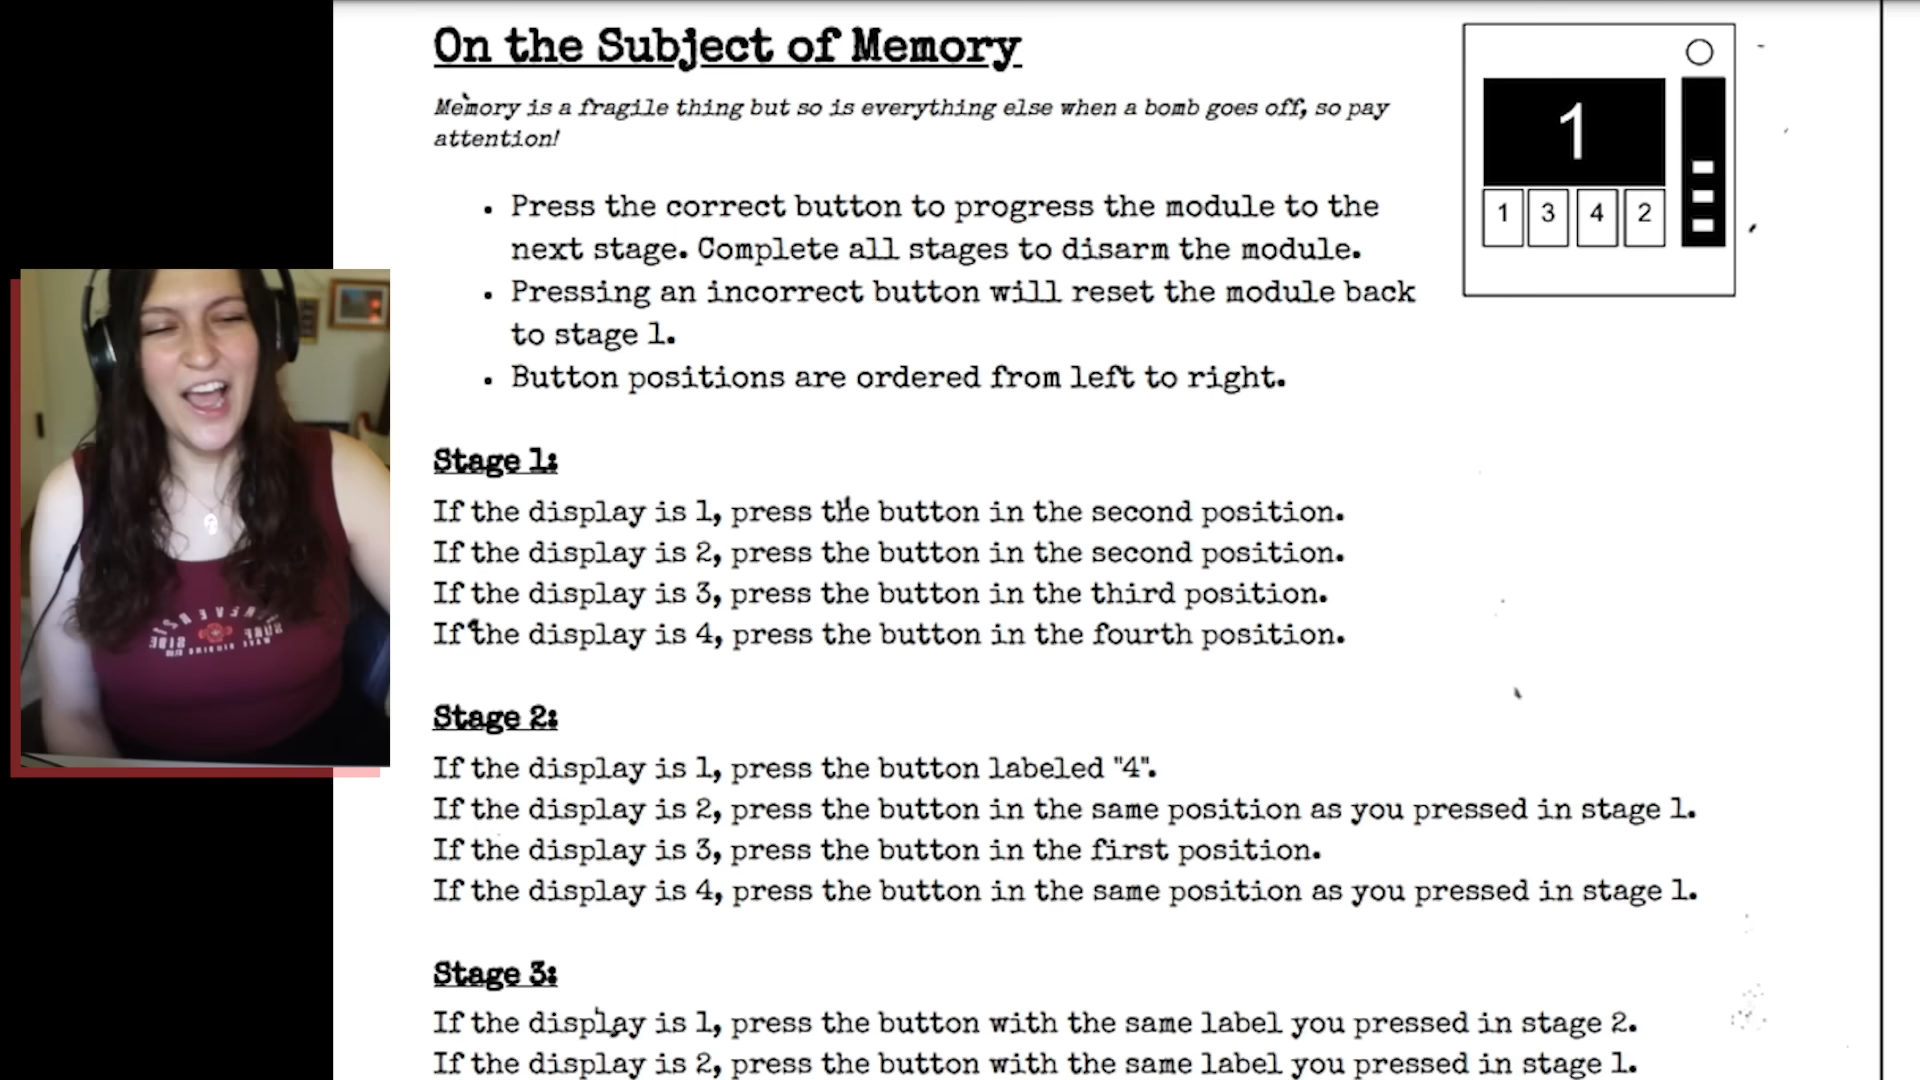 On the Subject of Memory
Memory is a fragile thing but so is everything else when a bomb goes off, so pay
attention!
1
1 3 4 2
• Press the correct button to progress the module to the
next stage. Complete all stages to disarm the module.
• Pressing an incorrect button will reset the module back
to stage 1.
• Button positions are ordered from left to right.
Stage 1:
If the display is 1, press the button in the second position.
If the display is 2, press the button in the second position.
If the display is 3, press the button in the third position.
If the display is 4, press the button in the fourth position.
Stage 2:
If the display is 1, press the button labeled "4".
If the display is 2, press the button in the same position as you pressed in stage 1.
If the display is 3, press the button in the first position.
If the display is 4, press the button in the same position as you pressed in stage 1.
Stage 3:
If the display is 1, press the button with the same label you pressed in stage 2.
If the display is 2, press the button with the same label you pressed in stage 1.